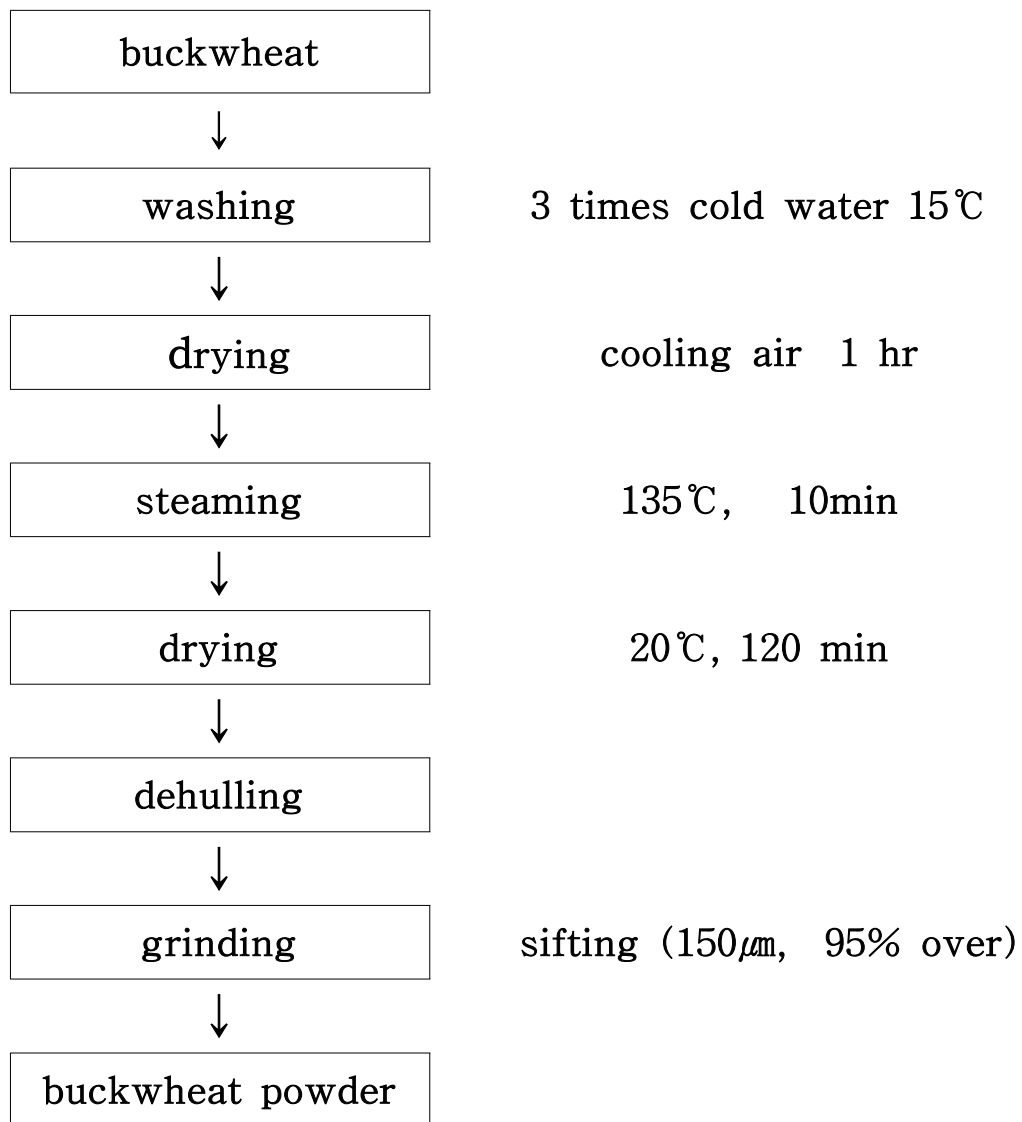 buckwheat
↓
washing 3 times cold water 15℃
↓
drying cooling air 1 hr
↓
steaming 135℃, 10min
↓
drying 20℃, 120 min
↓
dehulling
↓
grinding sifting (150㎛, 95% over)
↓
buckwheat powder